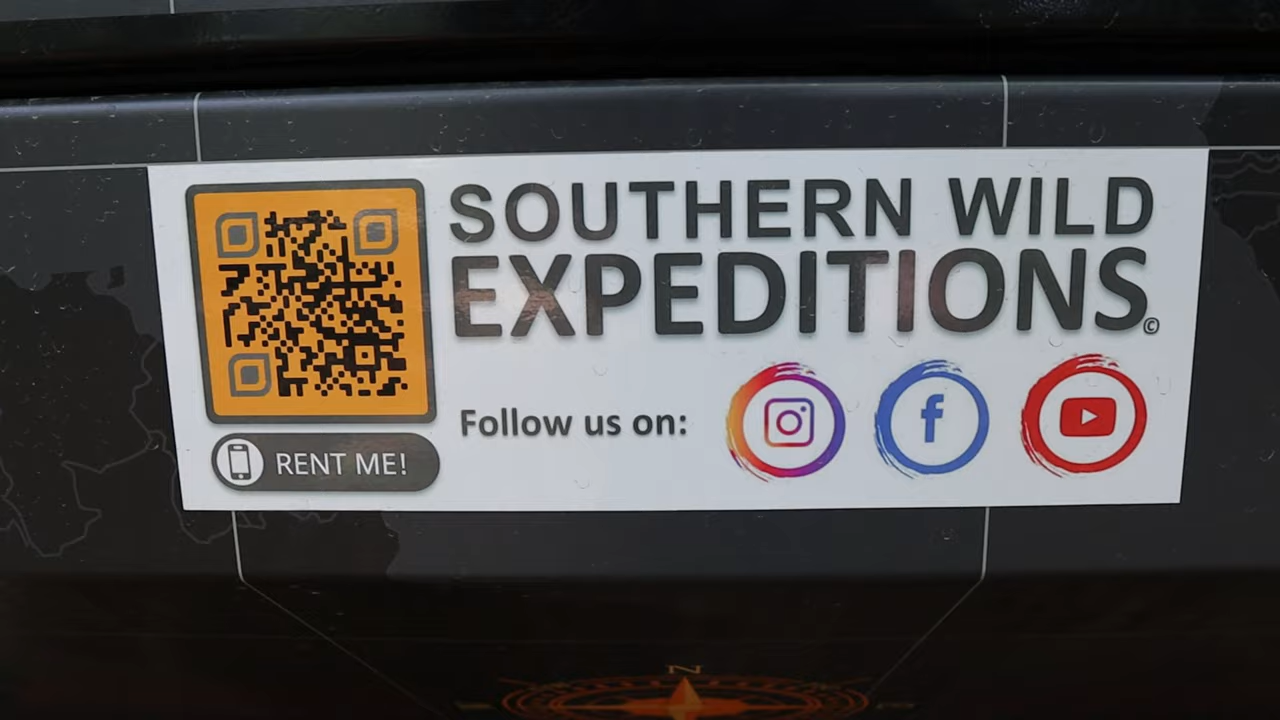 SOUTHERN WILD
EXPEDITIONS©
Follow us on:
RENT ME!
N